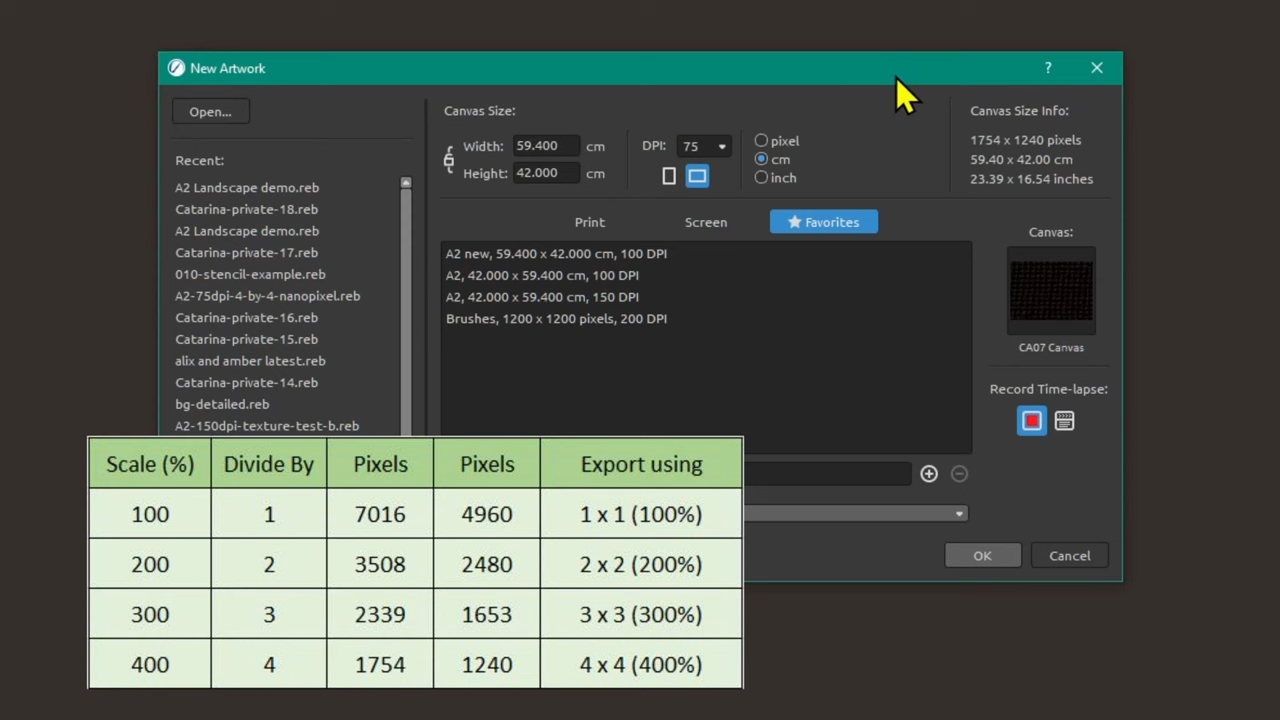 New Artwork
?
Open...
Recent:
A2 Landscape demo.reb
Catarina-private-18.reb
A2 Landscape demo.reb
Catarina-private-17.reb
010-stencil-example.reb
A2-75dpi-4-by-4-nanopixel.reb
Catarina-private-16.reb
Catarina-private-15.reb
alix and amber latest.reb
Catarina-private-14.reb
bg-detailed.reb
A2-150dpi-texture-test-b.reb
Canvas Size:
Width: 59.400 cm
Height: 42.000 cm
DPI: 75
pixel
cm
inch
Canvas Size Info:
1754 x 1240 pixels
59.40 x 42.00 cm
23.39 x 16.54 inches
Print Screen Favorites
A2 new, 59.400 x 42.000 cm, 100 DPI
A2, 42.000 x 59.400 cm, 100 DPI
A2, 42.000 x 59.400 cm, 150 DPI
Brushes, 1200 x 1200 pixels, 200 DPI
Canvas:
CA07 Canvas
Record Time-lapse:
OK Cancel
Scale (%) Divide By Pixels Pixels Export using
100 1 7016 4960 1 x 1 (100%)
200 2 3508 2480 2 x 2 (200%)
300 3 2339 1653 3 x 3 (300%)
400 4 1754 1240 4 x 4 (400%)